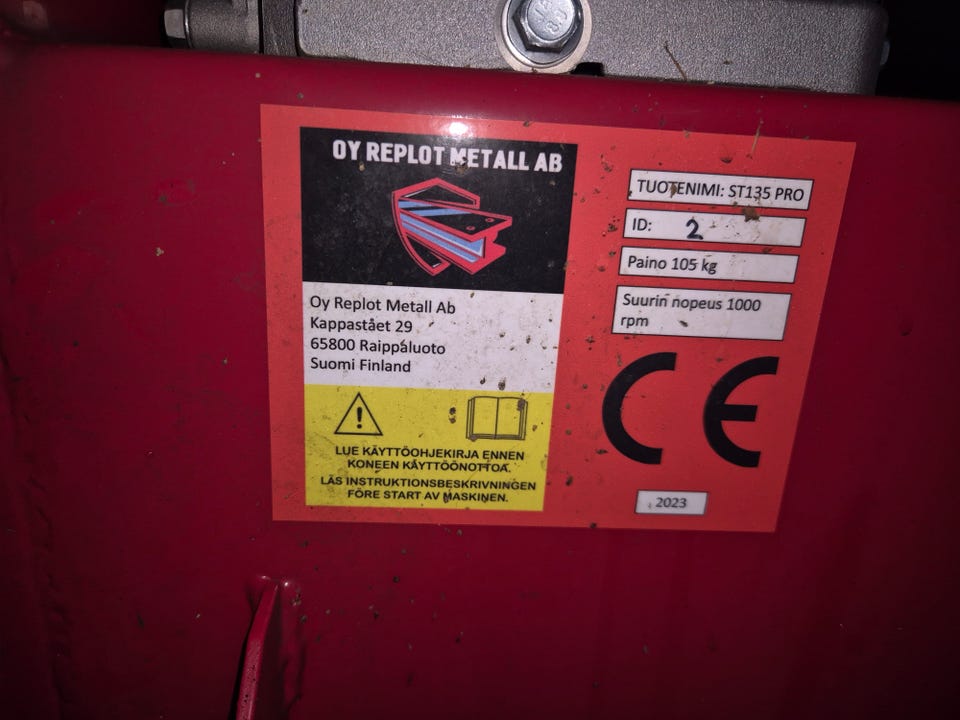 OY REPLOT METALL AB
Oy Replot Metall Ab
Kappastået 29
65800 Raippaluoto
Suomi Finland
LUE KÄYTTÖOHJEKIRJA ENNEN
KONEEN KÄYTTÖÖNOTTOA.
LÄS INSTRUKTIONSBESKRIVNINGEN
FÖRE START AV MASKINEN.
TUOTENIMI: ST135 PRO
ID: 2
Paino 105 kg
Suurin nopeus 1000
rpm
CE
2023